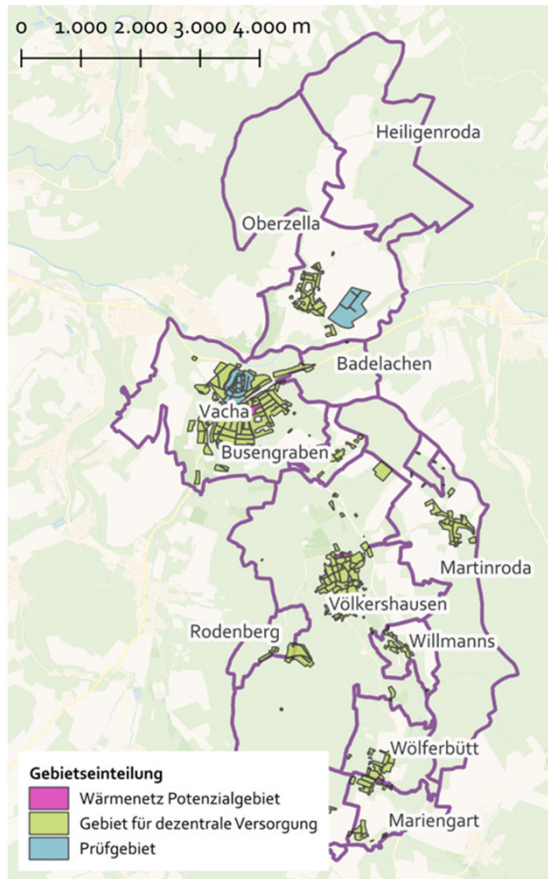 0 1.000 2.000 3.000 4.000 m
Heiligenroda
Oberzella
Badelachen
Vacha
Busengraben
Martinroda
Völkershausen
Rodenberg
Willmanns
Wölferbütt
Gebietseinteilung
Wärmenetz Potenzialgebiet
Gebiet für dezentrale Versorgung
Prüfgebiet
Mariengart